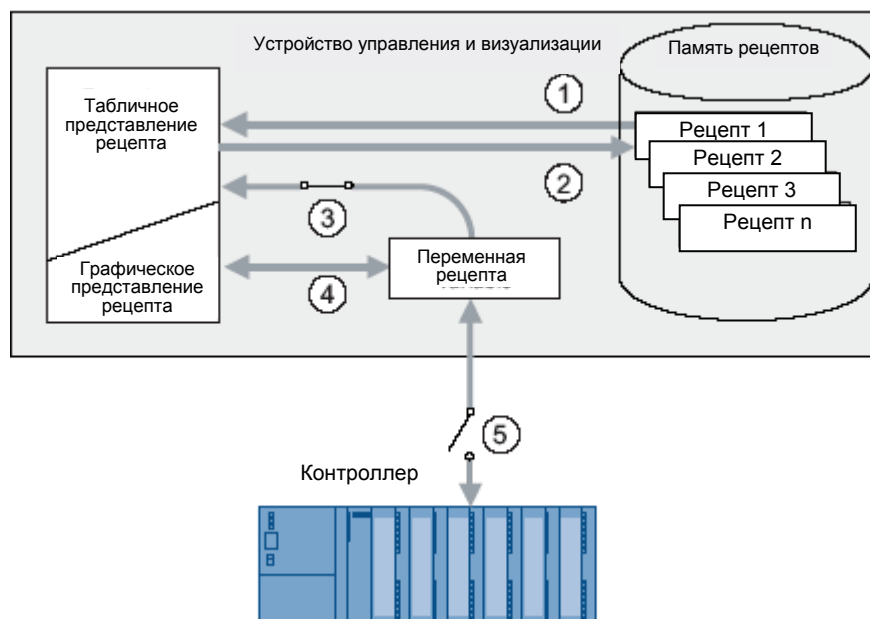 Устройство управления и визуализации
Память рецептов
Табличное
представление
рецепта
1
Рецепт 1
Рецепт 2
Рецепт 3
Рецепт n
2
3
Переменная
рецепта
Графическое
представление
рецепта
4
5
Контроллер